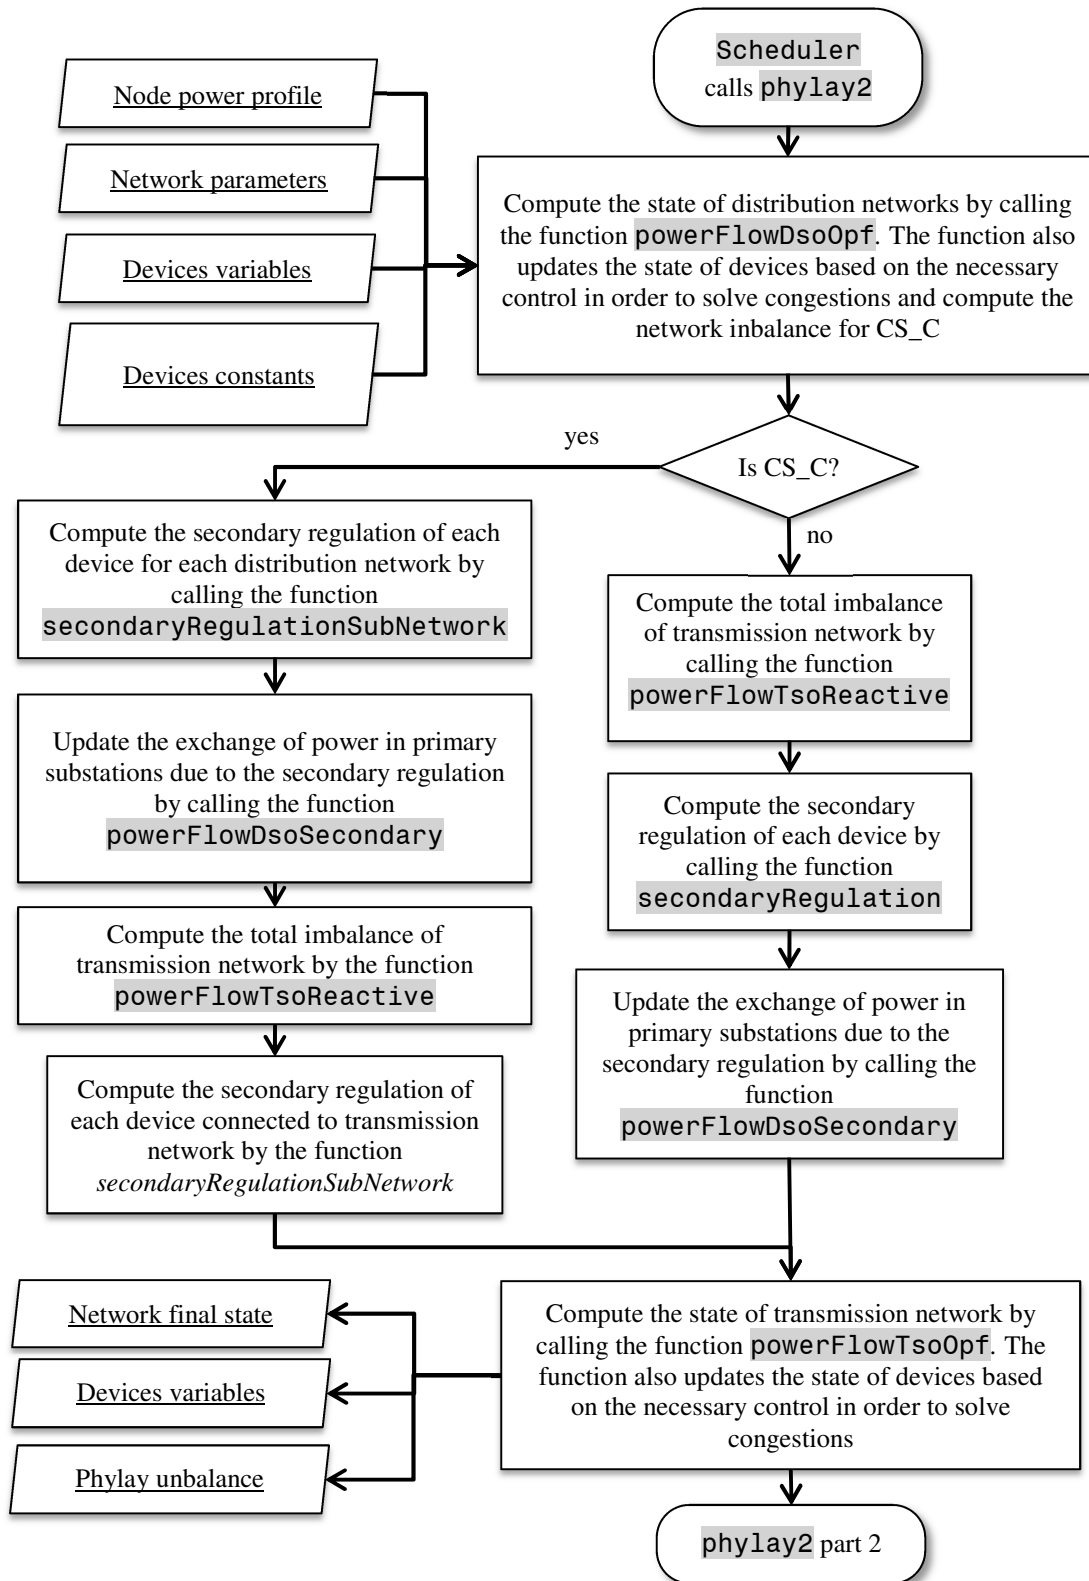 Scheduler
calls phylay2
Node power profile
Network parameters
Devices variables
Devices constants
Compute the state of distribution networks by calling
the function powerFlowDsoOpf. The function also
updates the state of devices based on the necessary
control in order to solve congestions and compute the
network inbalance for CS_C
Is CS_C?
yes
no
Compute the secondary regulation of each
device for each distribution network by
calling the function
secondaryRegulationSubNetwork
Update the exchange of power in primary
substations due to the secondary regulation
by calling the function
powerFlowDsoSecondary
Compute the total imbalance of
transmission network by the function
powerFlowTsoReactive
Compute the secondary regulation of
each device connected to transmission
network by the function
secondaryRegulationSubNetwork
Compute the total imbalance
of transmission network by
calling the function
powerFlowTsoReactive
Compute the secondary
regulation of each device by
calling the function
secondaryRegulation
Update the exchange of power in
primary substations due to the
secondary regulation by calling the
function
powerFlowDsoSecondary
Compute the state of transmission network by
calling the function powerFlowTsoOpf. The
function also updates the state of devices based
on the necessary control in order to solve
congestions
Network final state
Devices variables
Phylay unbalance
phylay2 part 2